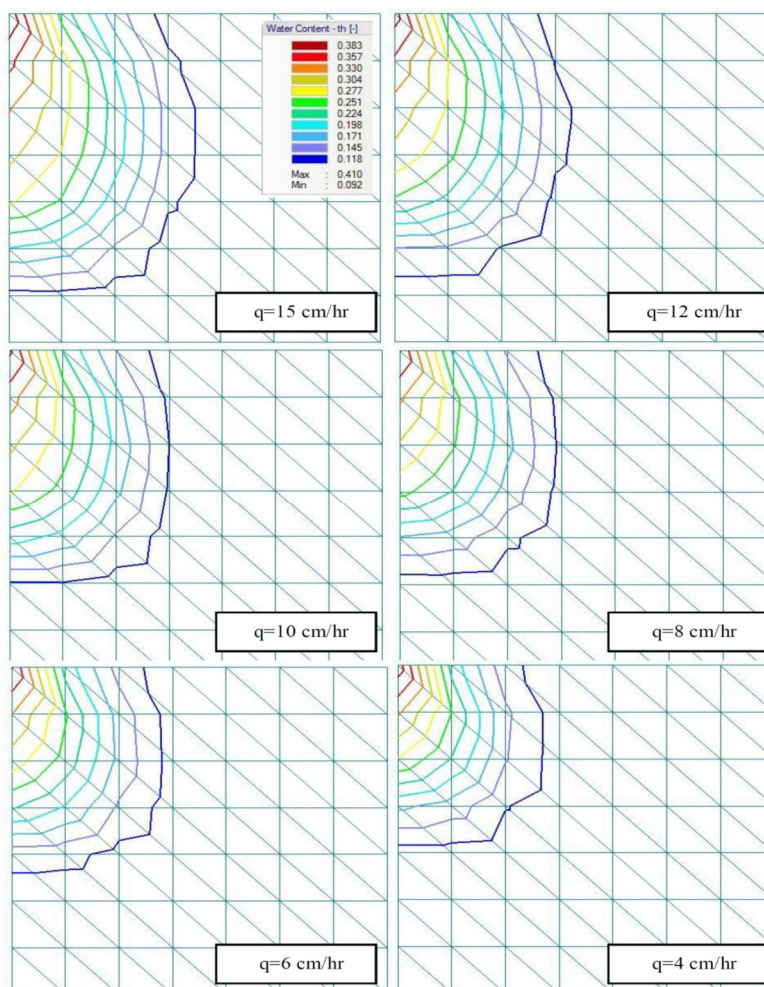 Water Content - th [-]
0.383
0.357
0.330
0.304
0.277
0.251
0.224
0.198
0.171
0.145
0.118
Max : 0.410
Min : 0.092
q=15 cm/hr
q=12 cm/hr
q=10 cm/hr
q=8 cm/hr
q=6 cm/hr
q=4 cm/hr